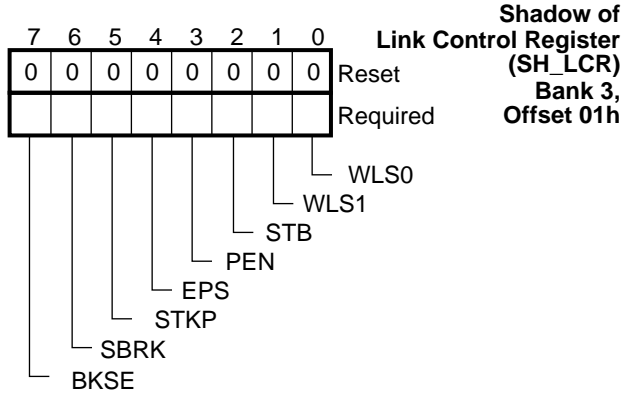 Shadow of
Link Control Register
(SH_LCR)
Bank 3,
Offset 01h
7 6 5 4 3 2 1 0
0 0 0 0 0 0 0 0 Reset
Required
WLS0
WLS1
STB
PEN
EPS
STKP
SBRK
BKSE